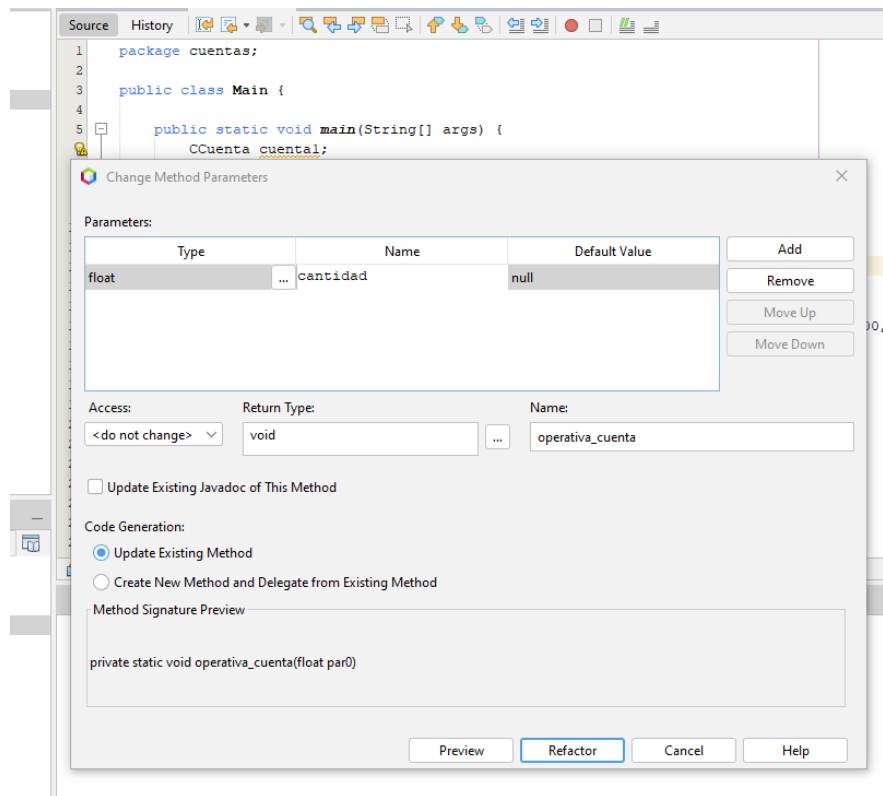 Source History
1 package cuentas;
2
3 public class Main {
4
5 public static void main(String[] args) {
CCuenta cuenta1;
Change Method Parameters
Parameters:
Type Name Default Value
float ... cantidad null
Add
Remove
Move Up
Move Down
00,
Access: Return Type: Name:
<do not change> void ... operativa_cuenta
Update Existing Javadoc of This Method
Code Generation:
Update Existing Method
Create New Method and Delegate from Existing Method
Method Signature Preview
private static void operativa_cuenta(float par0)
Preview Refactor Cancel Help